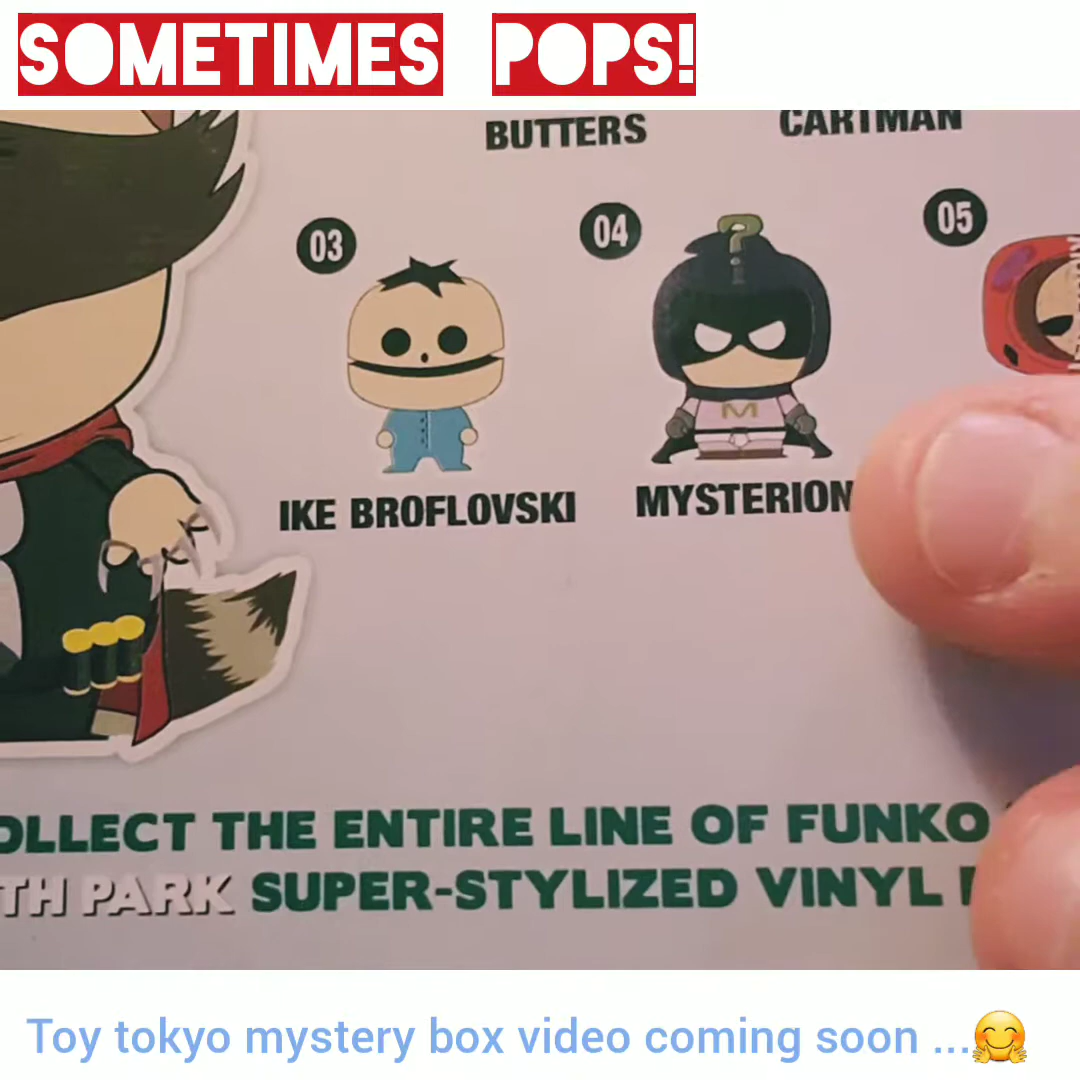 SOMETIMES POPS!
BUTTERS
CARTMAN
03
04
05
M
IKE BROFLOVSKI
MYSTERION
OLLECT THE ENTIRE LINE OF FUNKO
TH PARK SUPER-STYLIZED VINYL
Toy tokyo mystery box video coming soon ...🤗